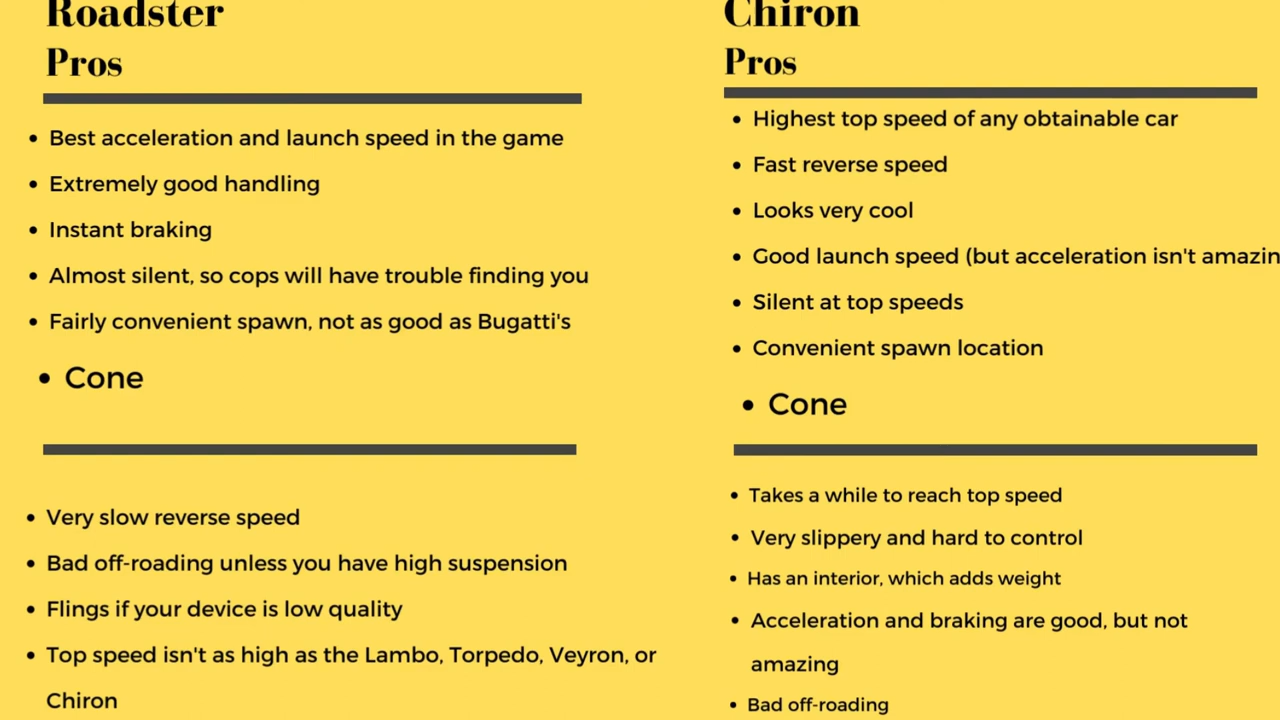 Roadster
Pros
• Best acceleration and launch speed in the game
• Extremely good handling
• Instant braking
• Almost silent, so cops will have trouble finding you
• Fairly convenient spawn, not as good as Bugatti's
• Cone
• Very slow reverse speed
• Bad off-roading unless you have high suspension
• Flings if your device is low quality
• Top speed isn't as high as the Lambo, Torpedo, Veyron, or
Chiron
Chiron
Pros
• Highest top speed of any obtainable car
• Fast reverse speed
• Looks very cool
• Good launch speed (but acceleration isn't amazin
• Silent at top speeds
• Convenient spawn location
• Cone
• Takes a while to reach top speed
• Very slippery and hard to control
• Has an interior, which adds weight
• Acceleration and braking are good, but not
amazing
• Bad off-roading